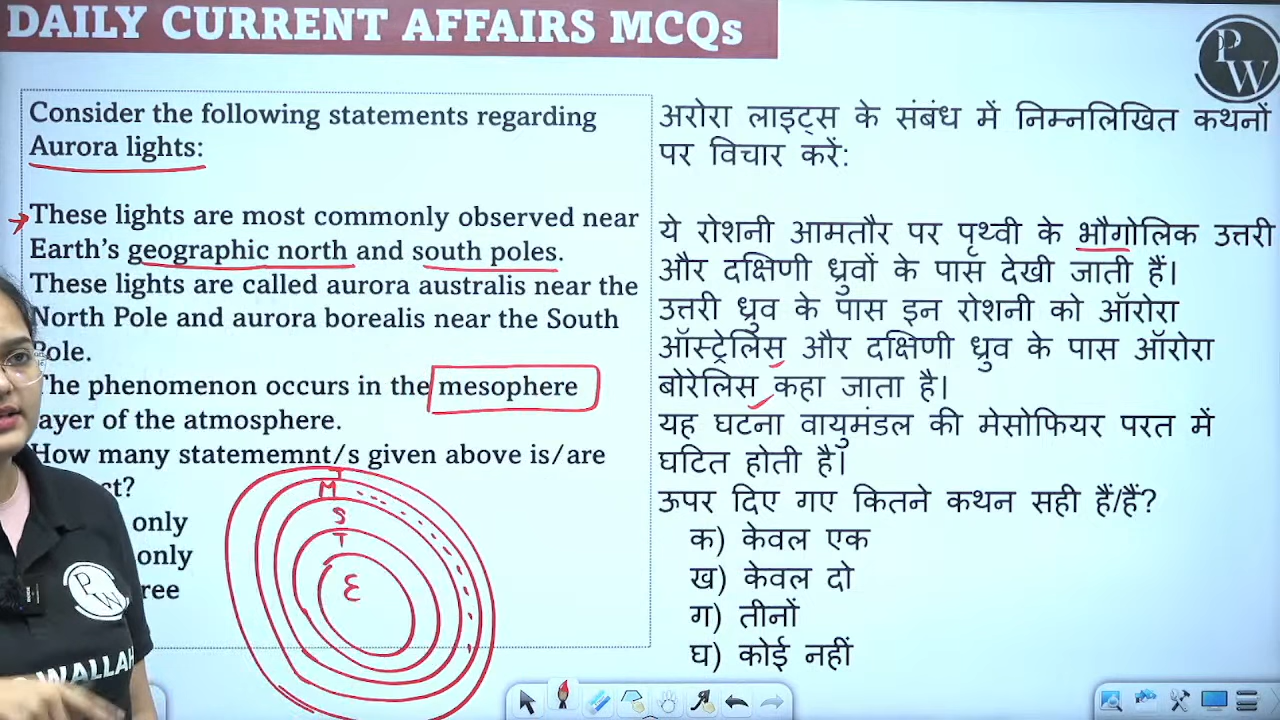 DAILY CURRENT AFFAIRS MCQs
PW
Consider the following statements regarding
Aurora lights:
These lights are most commonly observed near
Earth's geographic north and south poles.
These lights are called aurora australis near the
North Pole and aurora borealis near the South
Pole.
The phenomenon occurs in the mesophere
layer of the atmosphere.
How many statememnt/s given above is/are
ct?
only
only
ree
T
M
S
T
E
अरोरा लाइट्स के संबंध में निम्नलिखित कथनों
पर विचार करें:
ये रोशनी आमतौर पर पृथ्वी के भौगोलिक उत्तरी
और दक्षिणी ध्रुवों के पास देखी जाती हैं।
उत्तरी ध्रुव के पास इन रोशनी को ऑरोरा
ऑस्ट्रेलिस और दक्षिणी ध्रुव के पास ऑरोरा
बोरेलिस कहा जाता है।
यह घटना वायुमंडल की मेसोफियर परत में
घटित होती है।
ऊपर दिए गए कितने कथन सही हैं/हैं?
क) केवल एक
ख) केवल दो
ग) तीनों
घ) कोई नहीं
PW
WALLAH